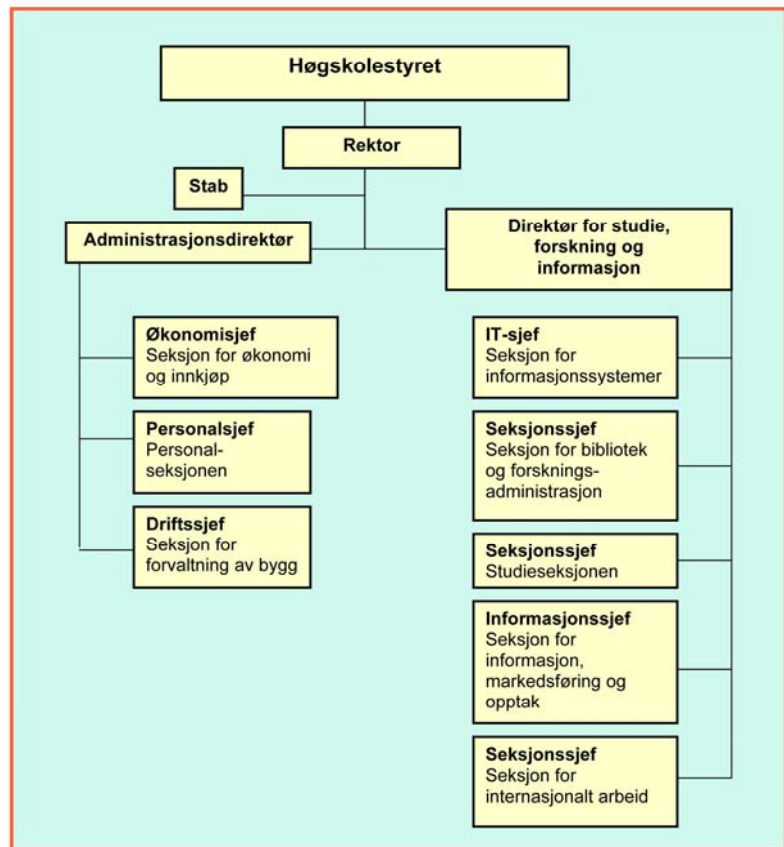 Høgskolestyret
Rektor
Stab
Administrasjonsdirektør
Direktør for studie,
forskning og
informasjon
Økonomisjef
Seksjon for økonomi
og innkjøp
Personalsjef
Personal-
seksjonen
Driftssjef
Seksjon for
forvaltning av bygg
IT-sjef
Seksjon for
informasjonssystemer
Seksjonssjef
Seksjon for bibliotek
og forsknings-
administrasjon
Seksjonssjef
Studieseksjonen
Informasjonssjef
Seksjon for
informasjon,
markedsføring og
opptak
Seksjonssjef
Seksjon for
internasjonalt arbeid